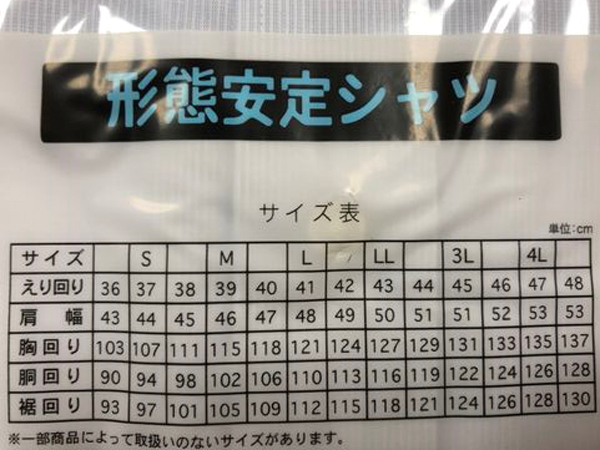 形態安定シャツ
サイズ表
単位:cm
サイズ S M L LL 3L 4L
えり回り 36 37 38 39 40 41 42 43 44 45 46 47 48
肩幅 43 44 45 46 47 48 49 50 51 51 52 53 53
胸回り 103 107 111 115 118 121 124 127 129 131 133 135 137
胴回り 90 94 98 102 106 110 113 116 119 122 124 126 128
裾回り 93 97 101 105 109 112 115 118 121 124 126 128 130
※一部商品によって取扱いのないサイズがあります。